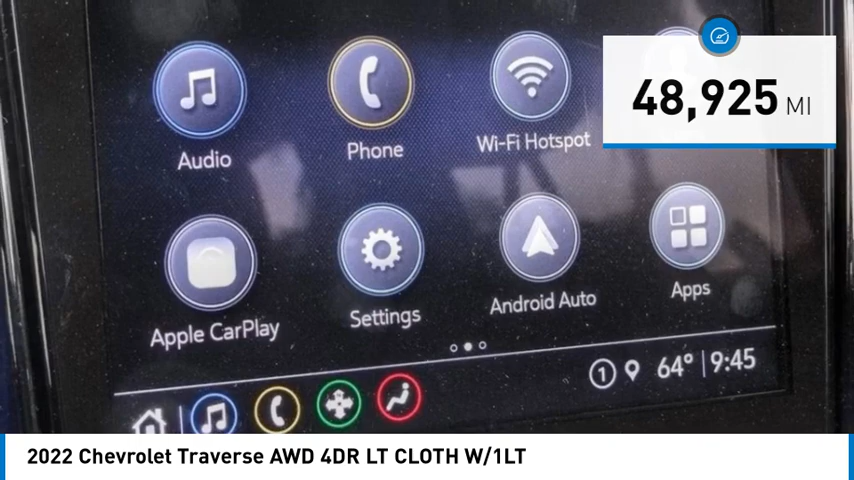 48,925 MI
Audio
Phone
Wi-Fi Hotspot
Apple CarPlay
Settings
Android Auto
Apps
1 64° 9:45
2022 Chevrolet Traverse AWD 4DR LT CLOTH W/1LT